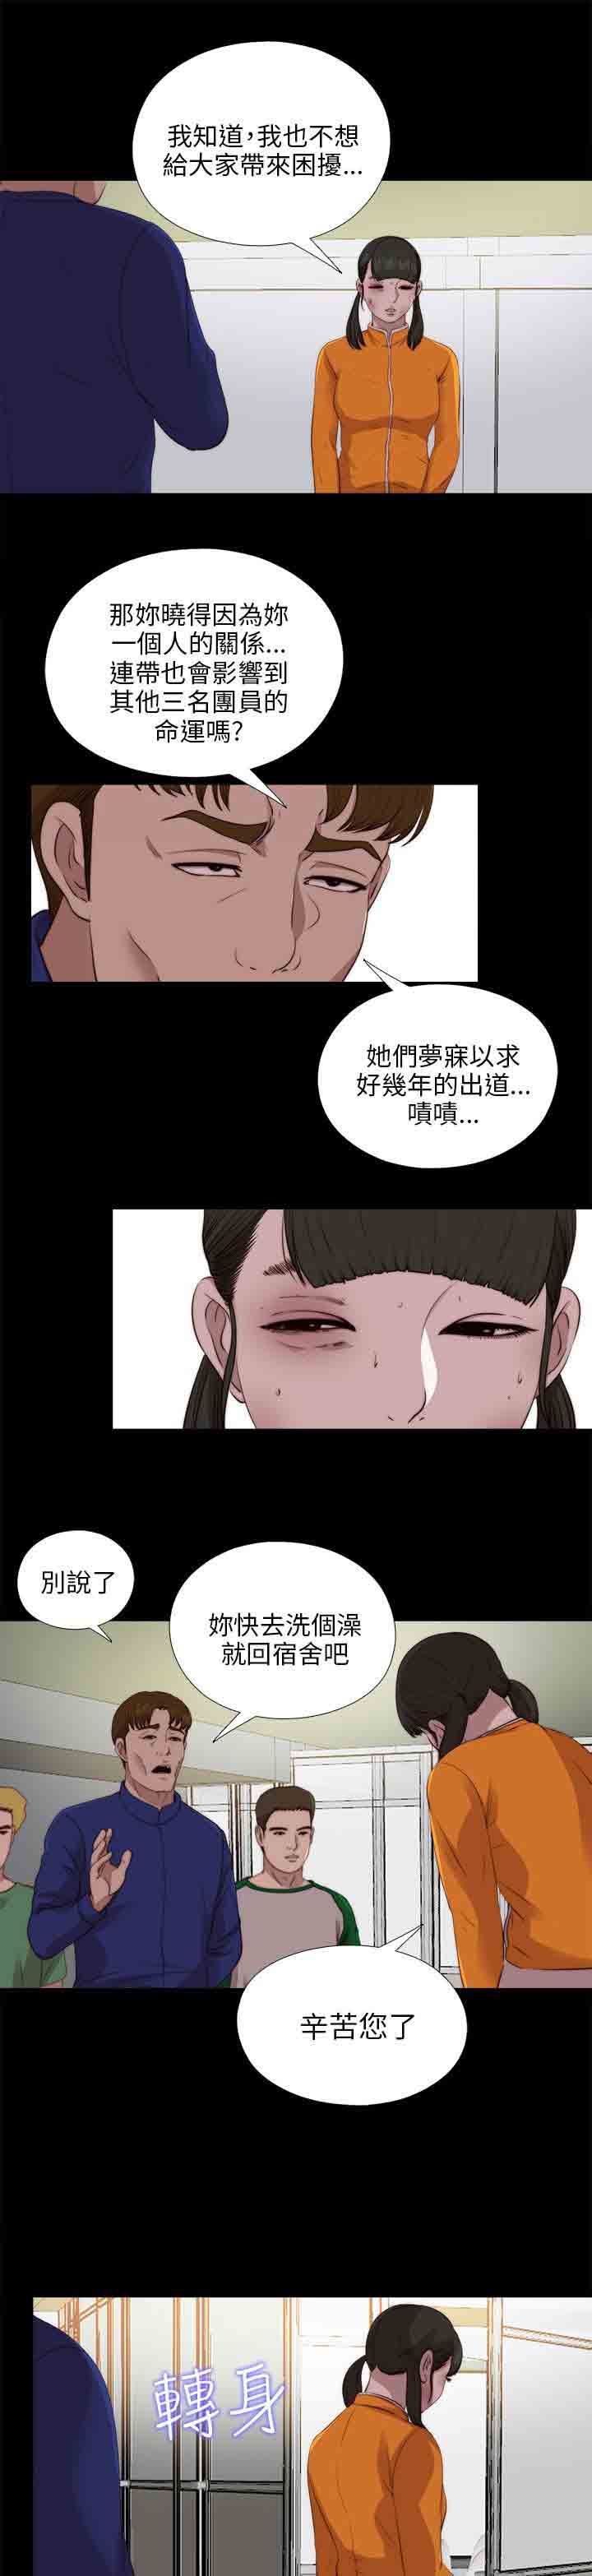 我知道,我也不想
給大家帶來困擾...
那妳曉得因為妳
一個人的關係...
連帶也會影響到
其他三名團員的
命運嗎?
她們夢寐以求
好幾年的出道...
嘖嘖...
別說了
妳快去洗個澡
就回宿舍吧
辛苦您了
轉身